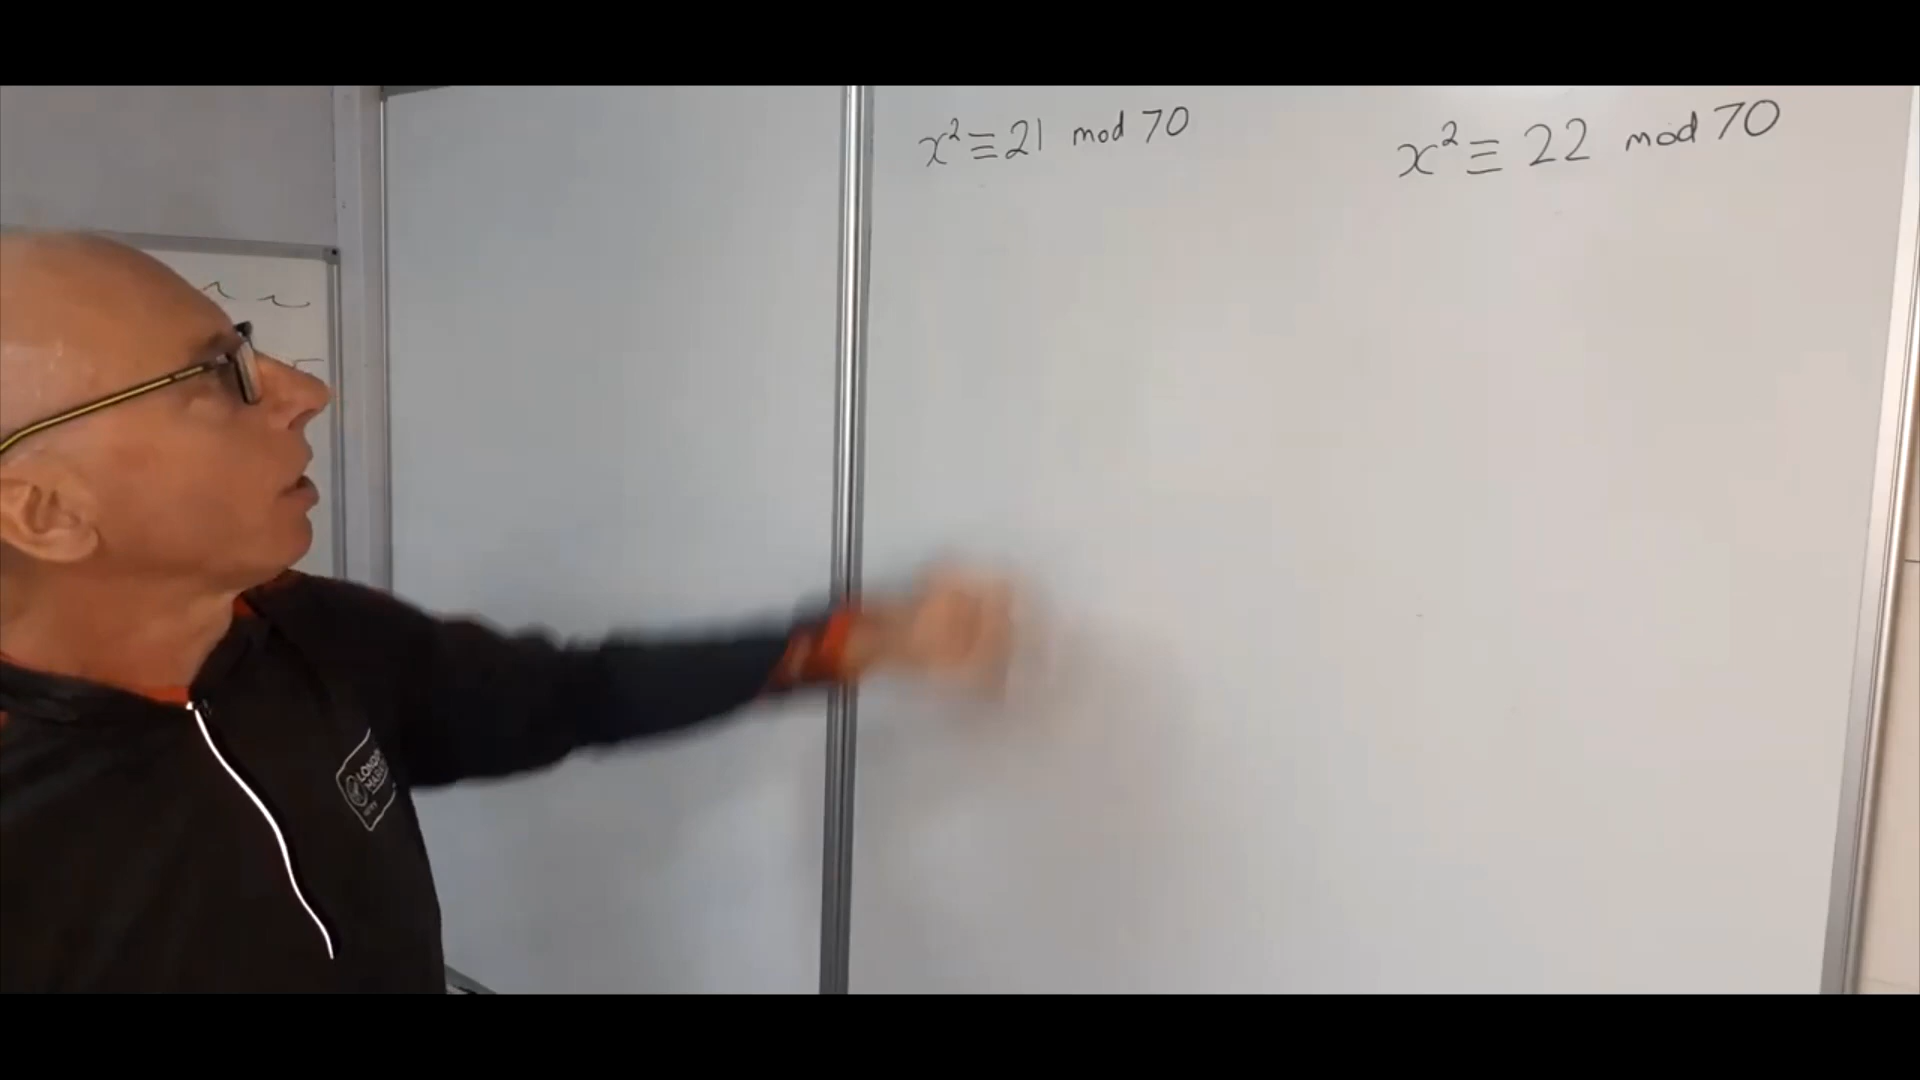 x² ≡ 21 mod 70
x² ≡ 22 mod 70